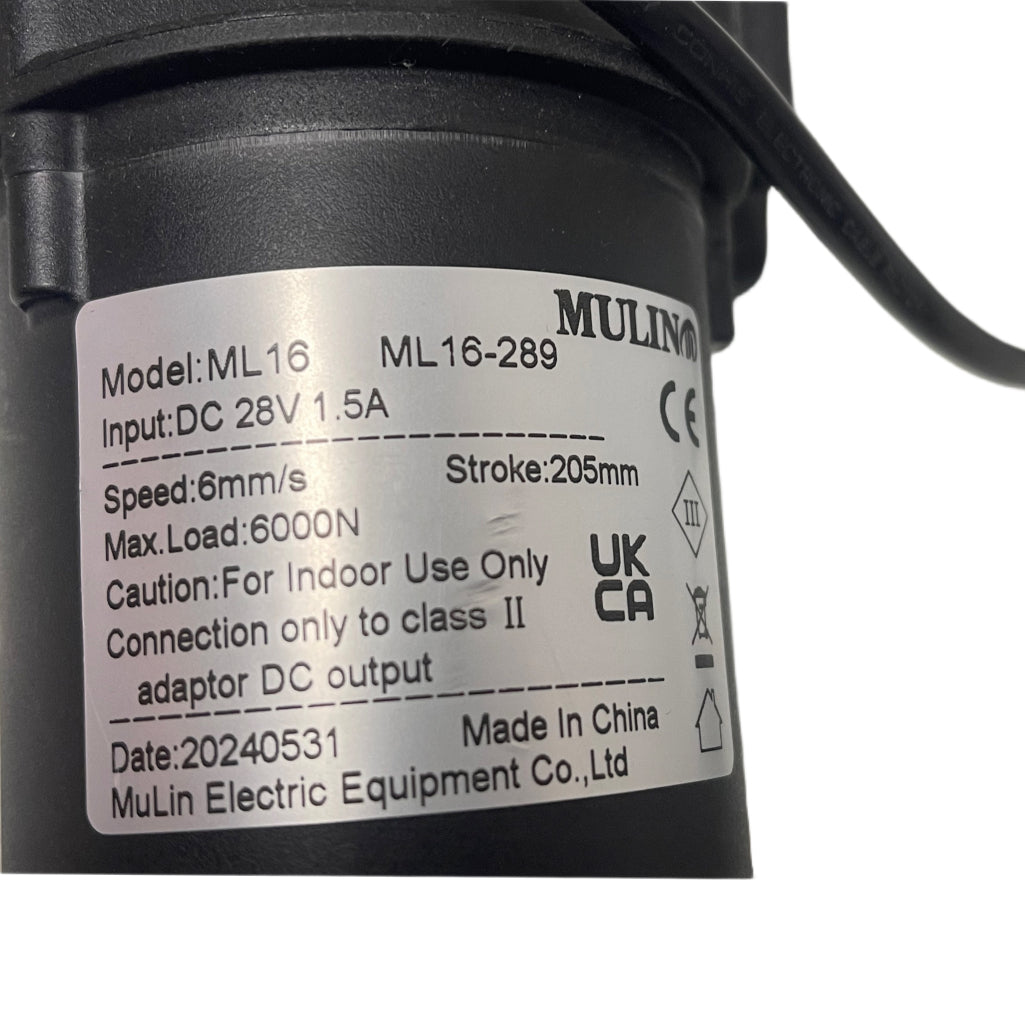 MULIN
Model:ML16 ML16-289
Input:DC 28V 1.5A
Speed:6mm/s Stroke:205mm
Max.Load:6000N
Caution:For Indoor Use Only
Connection only to class II
adaptor DC output
Date:20240531 Made In China
MuLin Electric Equipment Co.,Ltd
CE
III
UK
CA
ELECTRONIC